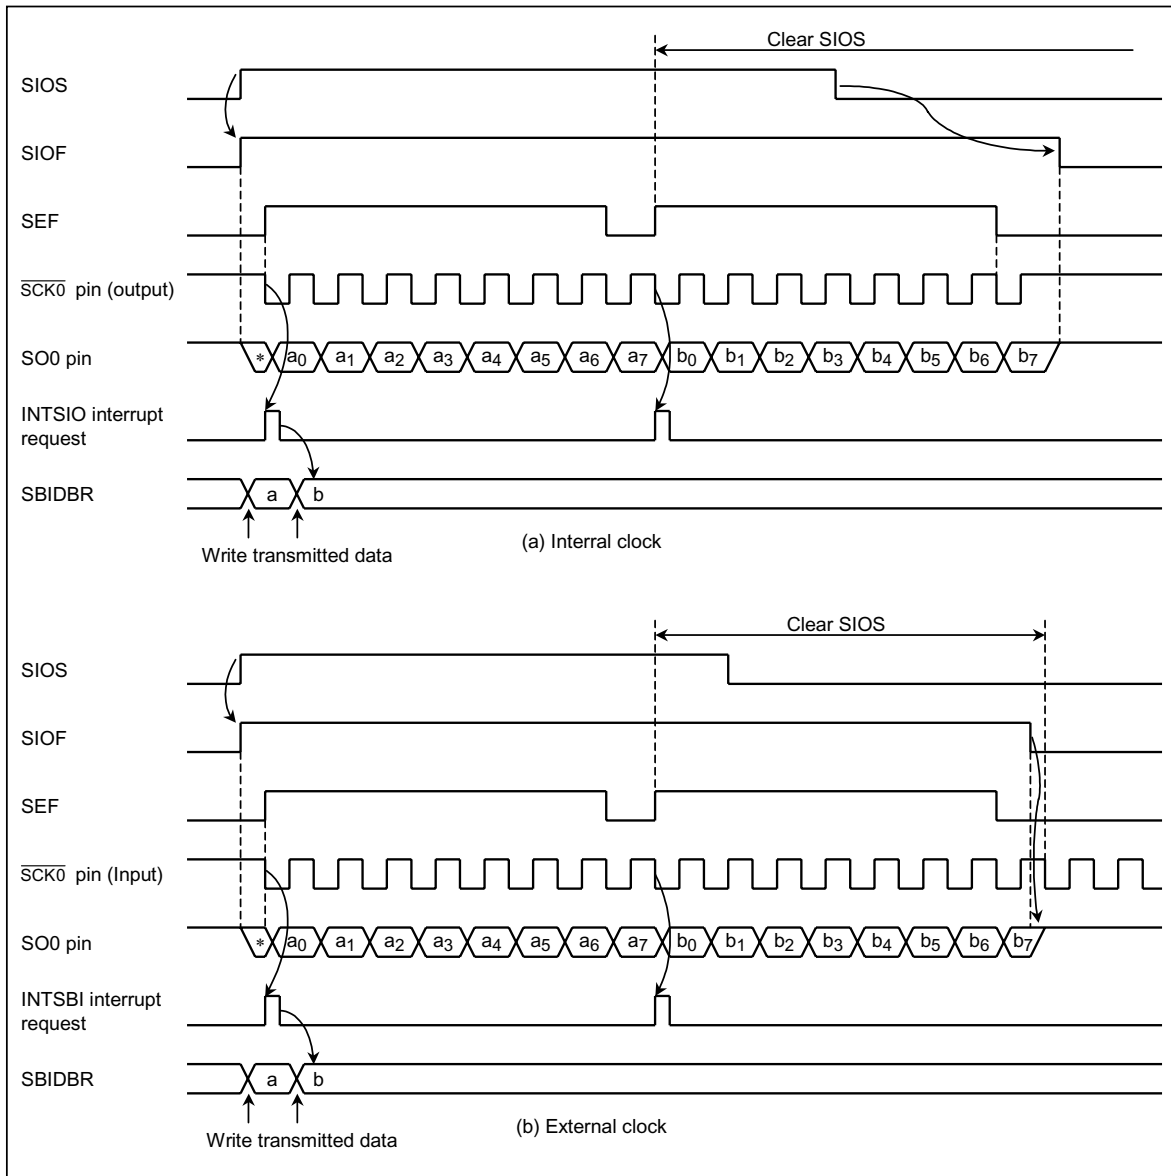 Clear SIOS
SIOS
SIOF
SEF
SCK0 pin (output)
SO0 pin
* a0 a1 a2 a3 a4 a5 a6 a7 b0 b1 b2 b3 b4 b5 b6 b7
INTSIO interrupt
request
SBIDBR
a b
Write transmitted data
(a) Interral clock
Clear SIOS
SIOS
SIOF
SEF
SCK0 pin (Input)
SO0 pin
* a0 a1 a2 a3 a4 a5 a6 a7 b0 b1 b2 b3 b4 b5 b6 b7
INTSBI interrupt
request
SBIDBR
a b
Write transmitted data
(b) External clock